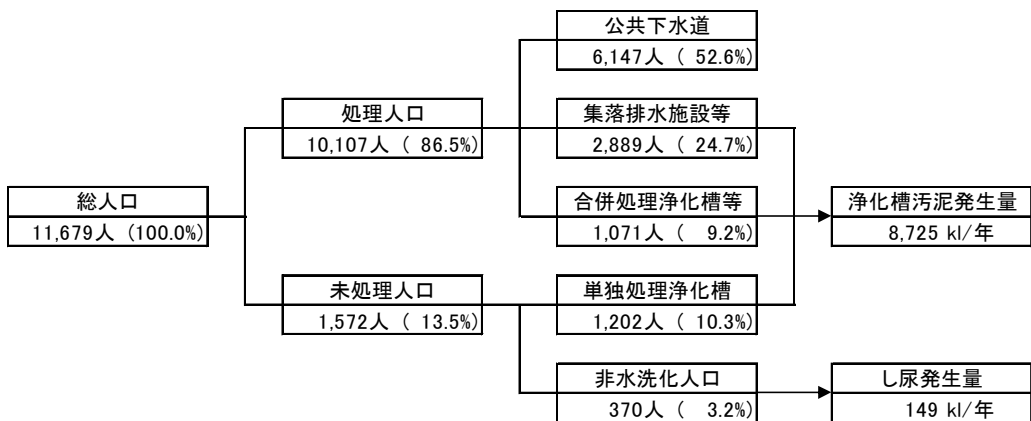 公共下水道
6,147人 ( 52.6%)
処理人口
10,107人 ( 86.5%)
集落排水施設等
2,889人 ( 24.7%)
総人口
11,679人 (100.0%)
合併処理浄化槽等
1,071人 ( 9.2%)
浄化槽汚泥発生量
8,725 kl/年
未処理人口
1,572人 ( 13.5%)
単独処理浄化槽
1,202人 ( 10.3%)
非水洗化人口
370人 ( 3.2%)
し尿発生量
149 kl/年